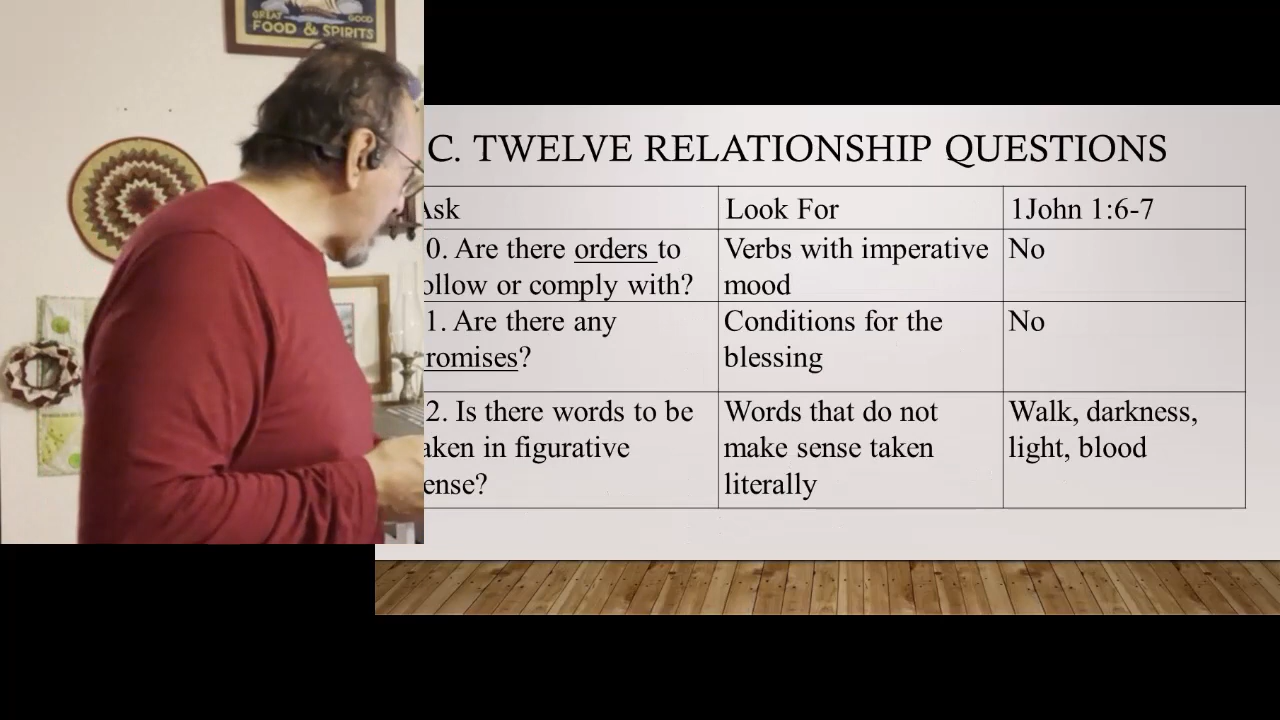 GREAT GOOD
FOOD & SPIRITS
C. TWELVE RELATIONSHIP QUESTIONS
Ask
Look For
1John 1:6-7
0. Are there orders to
ollow or comply with?
Verbs with imperative
mood
No
1. Are there any
romises?
Conditions for the
blessing
No
2. Is there words to be
aken in figurative
ense?
Words that do not
make sense taken
literally
Walk, darkness,
light, blood